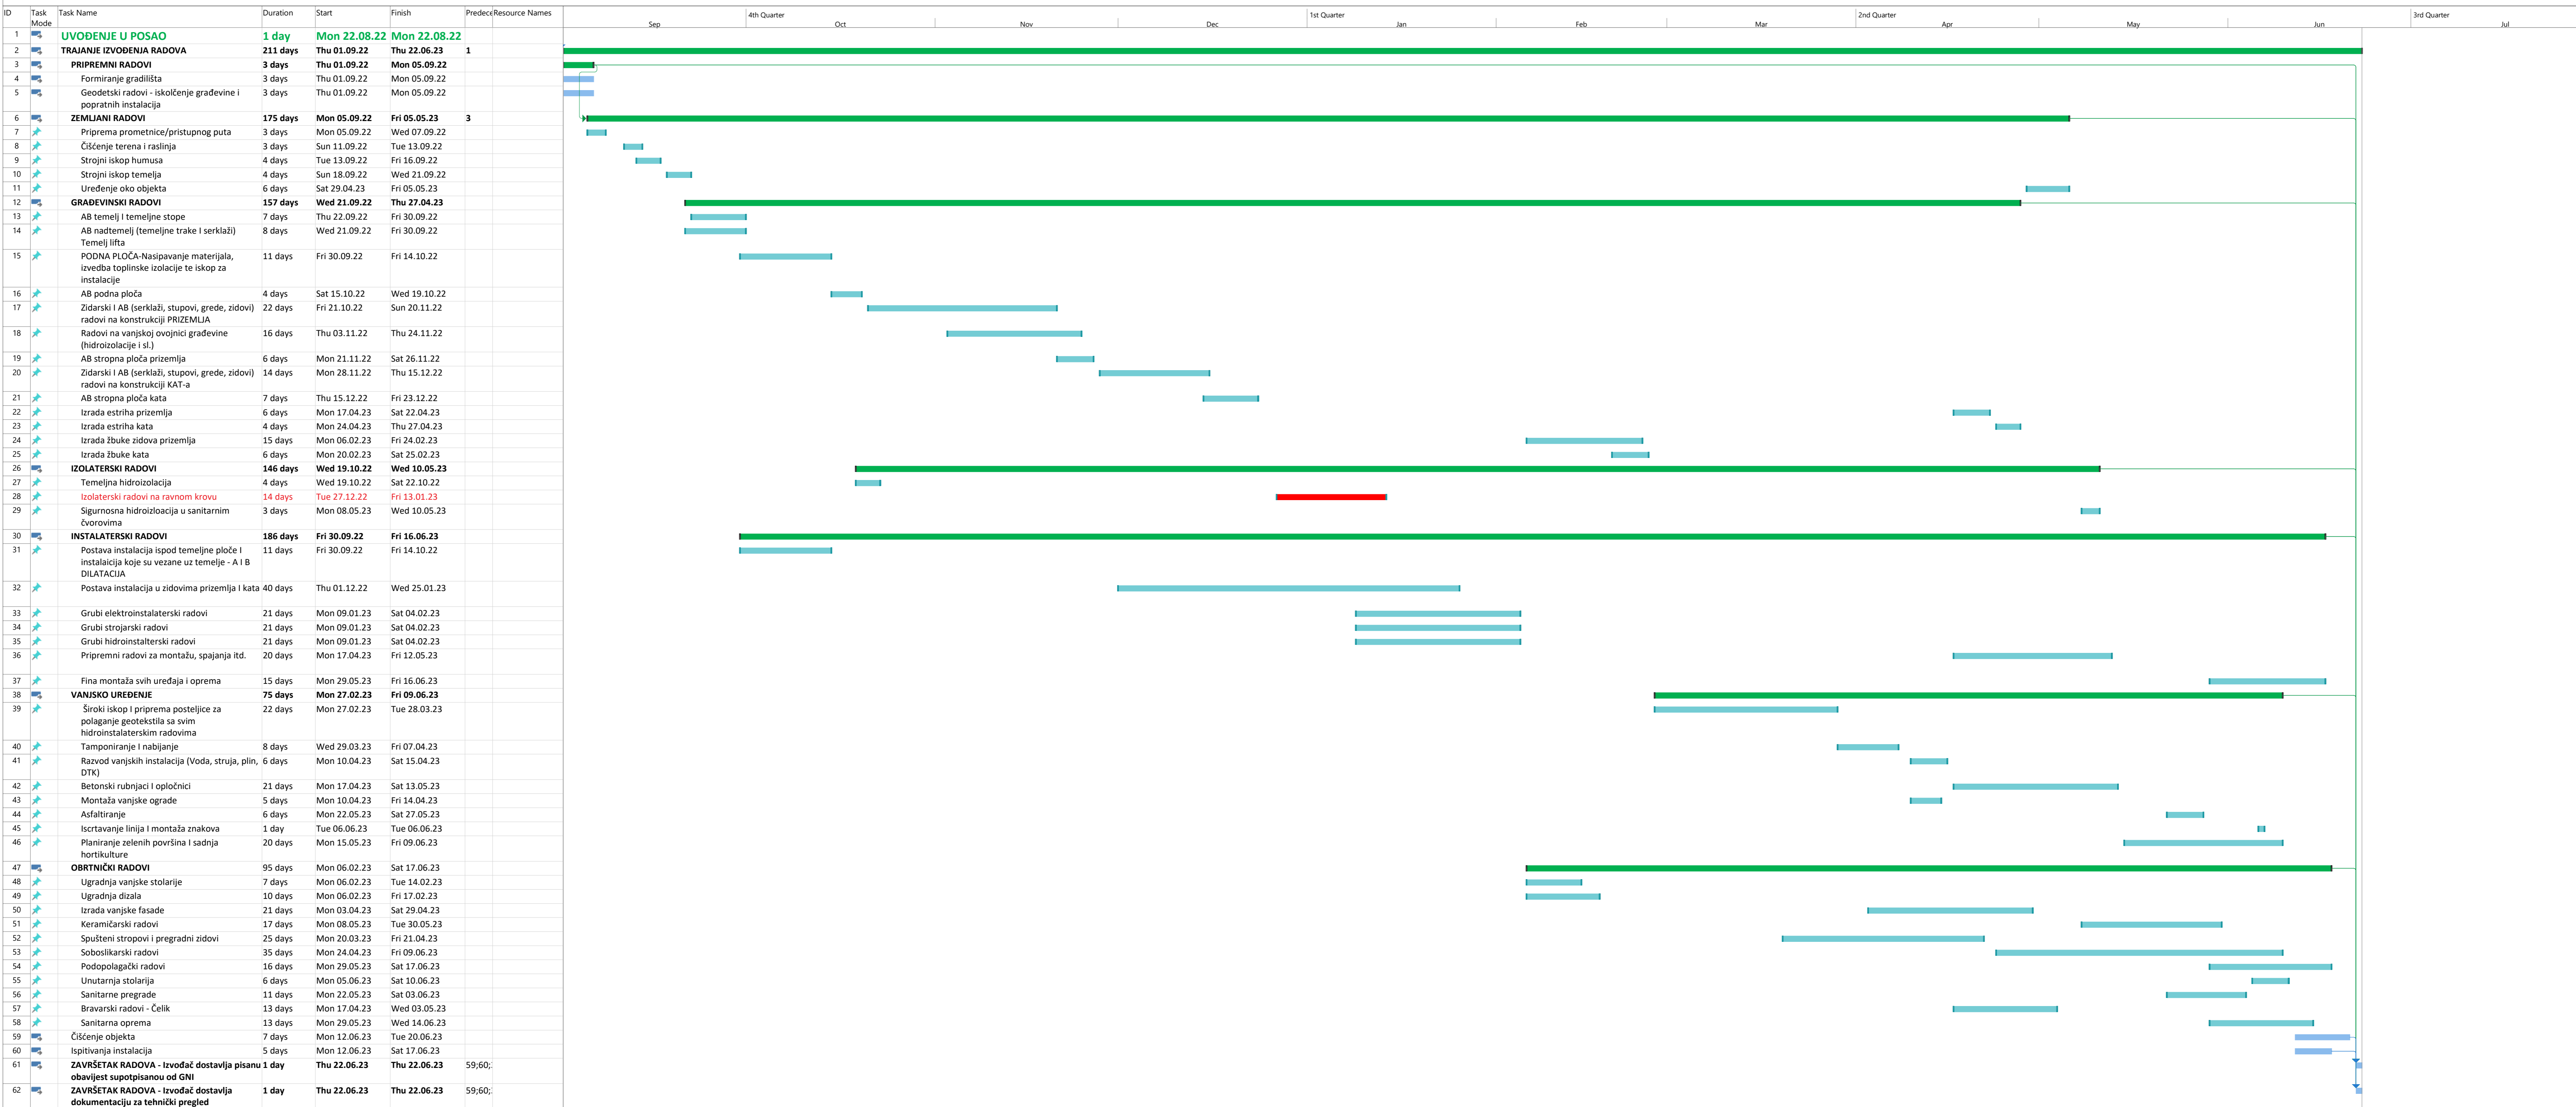 ID Task Mode Task Name Duration Start Finish Predece Resource Names
4th Quarter 1st Quarter 2nd Quarter 3rd Quarter
Sep Oct Nov Dec Jan Feb Mar Apr May Jun Jul
1 UVOĐENJE U POSAO 1 day Mon 22.08.22 Mon 22.08.22
2 TRAJANJE IZVOĐENJA RADOVA 211 days Thu 01.09.22 Thu 22.06.23 1
3 PRIPREMNI RADOVI 3 days Thu 01.09.22 Mon 05.09.22
4 Formiranje gradilišta 3 days Thu 01.09.22 Mon 05.09.22
5 Geodetski radovi - iskolčenje građevine i 3 days Thu 01.09.22 Mon 05.09.22
popratnih instalacija
6 ZEMLJANI RADOVI 175 days Mon 05.09.22 Fri 05.05.23 3
7 Priprema prometnice/pristupnog puta 3 days Mon 05.09.22 Wed 07.09.22
8 Čišćenje terena i raslinja 3 days Sun 11.09.22 Tue 13.09.22
9 Strojni iskop humusa 4 days Tue 13.09.22 Fri 16.09.22
10 Strojni iskop temelja 4 days Sun 18.09.22 Wed 21.09.22
11 Uređenje oko objekta 6 days Sat 29.04.23 Fri 05.05.23
12 GRAĐEVINSKI RADOVI 157 days Wed 21.09.22 Thu 27.04.23
13 AB temelj I temeljne stope 7 days Thu 22.09.22 Fri 30.09.22
14 AB nadtemelj (temeljne trake I serklaži) 8 days Wed 21.09.22 Fri 30.09.22
Temelj lifta
15 PODNA PLOČA-Nasipavanje materijala, 11 days Fri 30.09.22 Fri 14.10.22
izvedba toplinske izolacije te iskop za
instalacije
16 AB podna ploča 4 days Sat 15.10.22 Wed 19.10.22
17 Zidarski I AB (serklaži, stupovi, grede, zidovi) 22 days Fri 21.10.22 Sun 20.11.22
radovi na konstrukciji PRIZEMLJA
18 Radovi na vanjskoj ovojnici građevine 16 days Thu 03.11.22 Thu 24.11.22
(hidroizolacije i sl.)
19 AB stropna ploča prizemlja 6 days Mon 21.11.22 Sat 26.11.22
20 Zidarski I AB (serklaži, stupovi, grede, zidovi) 14 days Mon 28.11.22 Thu 15.12.22
radovi na konstrukciji KAT-a
21 AB stropna ploča kata 7 days Thu 15.12.22 Fri 23.12.22
22 Izrada estriha prizemlja 6 days Mon 17.04.23 Sat 22.04.23
23 Izrada estriha kata 4 days Mon 24.04.23 Thu 27.04.23
24 Izrada žbuke zidova prizemlja 15 days Mon 06.02.23 Fri 24.02.23
25 Izrada žbuke kata 6 days Mon 20.02.23 Sat 25.02.23
26 IZOLATERSKI RADOVI 146 days Wed 19.10.22 Wed 10.05.23
27 Temeljna hidroizolacija 4 days Wed 19.10.22 Sat 22.10.22
28 Izolaterski radovi na ravnom krovu 14 days Tue 27.12.22 Fri 13.01.23
29 Sigurnosna hidroizloacija u sanitarnim 3 days Mon 08.05.23 Wed 10.05.23
čvorovima
30 INSTALATERSKI RADOVI 186 days Fri 30.09.22 Fri 16.06.23
31 Postava instalacija ispod temeljne ploče I 11 days Fri 30.09.22 Fri 14.10.22
instalaicija koje su vezane uz temelje - A I B
DILATACIJA
32 Postava instalacija u zidovima prizemlja I kata 40 days Thu 01.12.22 Wed 25.01.23
33 Grubi elektroinstalaterski radovi 21 days Mon 09.01.23 Sat 04.02.23
34 Grubi strojarski radovi 21 days Mon 09.01.23 Sat 04.02.23
35 Grubi hidroinstalterski radovi 21 days Mon 09.01.23 Sat 04.02.23
36 Pripremni radovi za montažu, spajanja itd. 20 days Mon 17.04.23 Fri 12.05.23
37 Fina montaža svih uređaja i oprema 15 days Mon 29.05.23 Fri 16.06.23
38 VANJSKO UREĐENJE 75 days Mon 27.02.23 Fri 09.06.23
39 Široki iskop I priprema posteljice za 22 days Mon 27.02.23 Tue 28.03.23
polaganje geotekstila sa svim
hidroinstalaterskim radovima
40 Tamponiranje I nabijanje 8 days Wed 29.03.23 Fri 07.04.23
41 Razvod vanjskih instalacija (Voda, struja, plin, 6 days Mon 10.04.23 Sat 15.04.23
DTK)
42 Betonski rubnjaci I opločnici 21 days Mon 17.04.23 Sat 13.05.23
43 Montaža vanjske ograde 5 days Mon 10.04.23 Fri 14.04.23
44 Asfaltiranje 6 days Mon 22.05.23 Sat 27.05.23
45 Iscrtavanje linija I montaža znakova 1 day Tue 06.06.23 Tue 06.06.23
46 Planiranje zelenih površina I sadnja 20 days Mon 15.05.23 Fri 09.06.23
hortikulture
47 OBRTNIČKI RADOVI 95 days Mon 06.02.23 Sat 17.06.23
48 Ugradnja vanjske stolarije 7 days Mon 06.02.23 Tue 14.02.23
49 Ugradnja dizala 10 days Mon 06.02.23 Fri 17.02.23
50 Izrada vanjske fasade 21 days Mon 03.04.23 Sat 29.04.23
51 Keramičarski radovi 17 days Mon 08.05.23 Tue 30.05.23
52 Spušteni stropovi i pregradni zidovi 25 days Mon 20.03.23 Fri 21.04.23
53 Soboslikarski radovi 35 days Mon 24.04.23 Fri 09.06.23
54 Podopolagački radovi 16 days Mon 29.05.23 Sat 17.06.23
55 Unutarnja stolarija 6 days Mon 05.06.23 Sat 10.06.23
56 Sanitarne pregrade 11 days Mon 22.05.23 Sat 03.06.23
57 Bravarski radovi - Čelik 13 days Mon 17.04.23 Wed 03.05.23
58 Sanitarna oprema 13 days Mon 29.05.23 Wed 14.06.23
59 Čišćenje objekta 7 days Mon 12.06.23 Tue 20.06.23
60 Ispitivanja instalacija 5 days Mon 12.06.23 Sat 17.06.23
61 ZAVRŠETAK RADOVA - Izvođač dostavlja pisanu 1 day Thu 22.06.23 Thu 22.06.23 59;60;
obavijest supotpisanou od GNI
62 ZAVRŠETAK RADOVA - Izvođač dostavlja 1 day Thu 22.06.23 Thu 22.06.23 59;60;
dokumentaciju za tehnički pregled